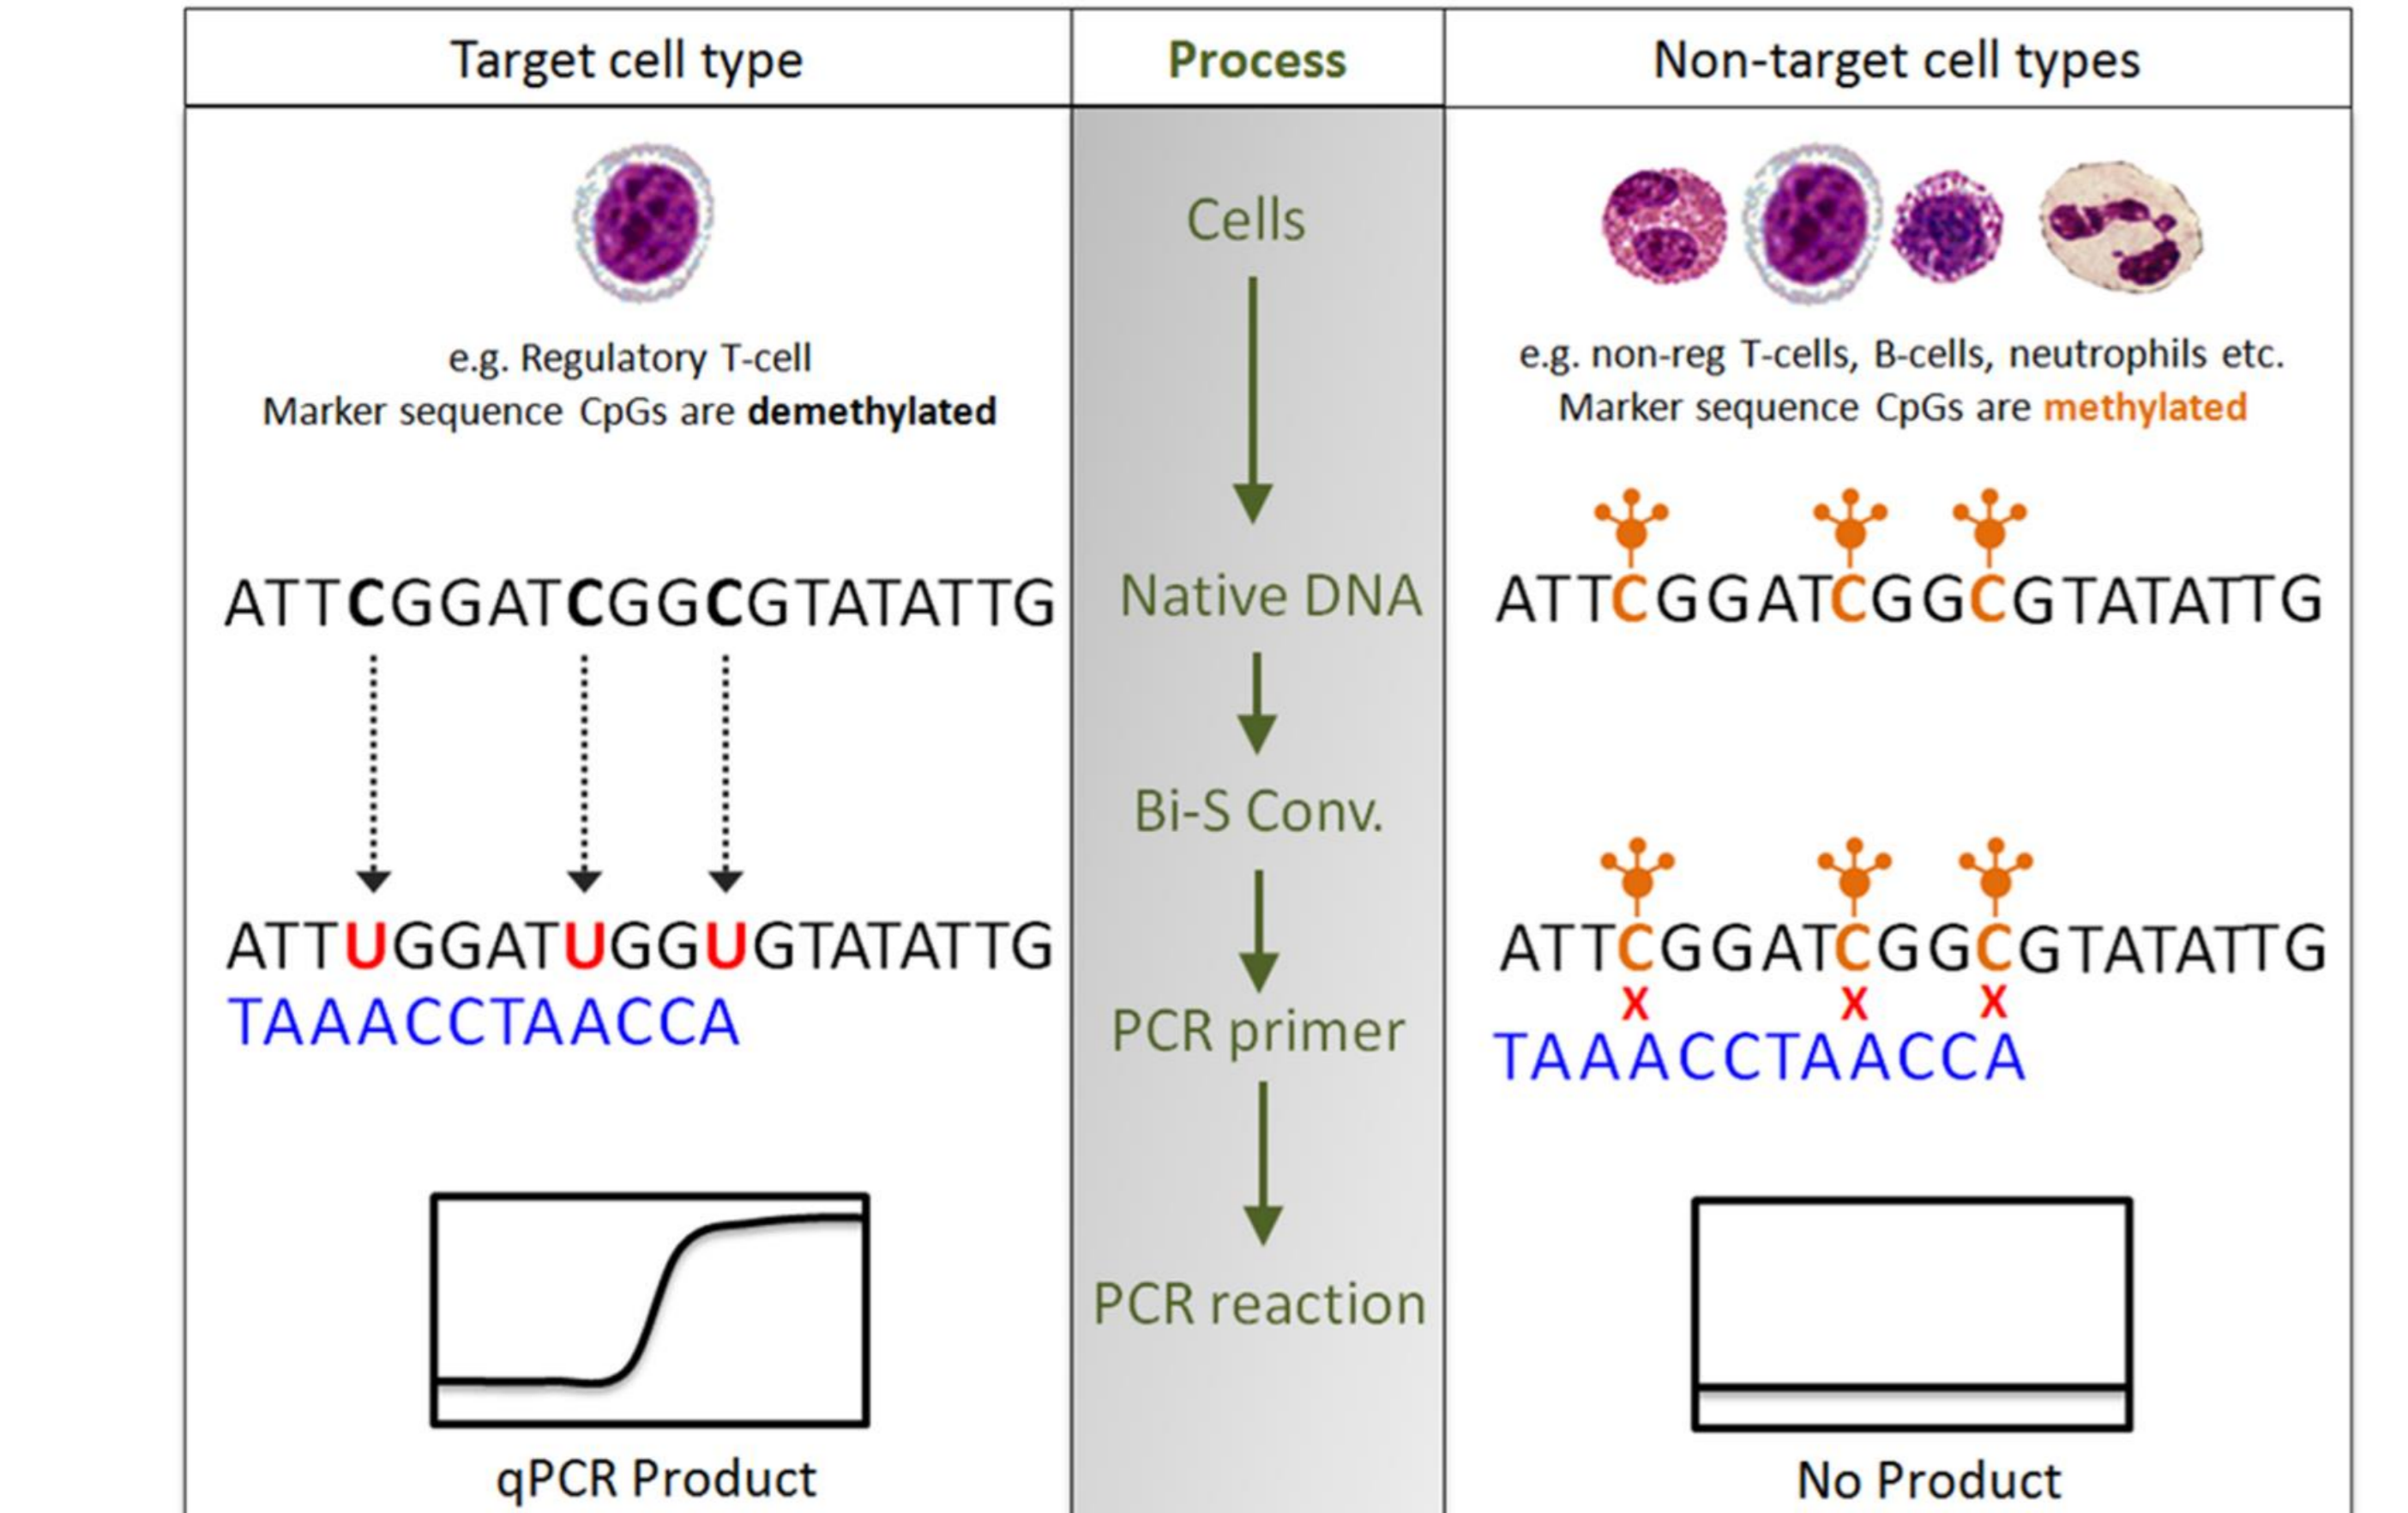 Target cell type
Process
Non-target cell types
Cells
e.g. Regulatory T-cell
Marker sequence CpGs are demethylated
e.g. non-reg T-cells, B-cells, neutrophils etc.
Marker sequence CpGs are methylated
ATTCGGATCGGCGTATATTG
Native DNA
ATTCGGATCGGCGTATATTG
Bi-S Conv.
ATTUGGATUGGUGTATATTG
TAAACCTAACCA
PCR primer
ATTCGGATCGGCGTATATTG
X X X
TAAACCTAACCA
PCR reaction
qPCR Product
No Product